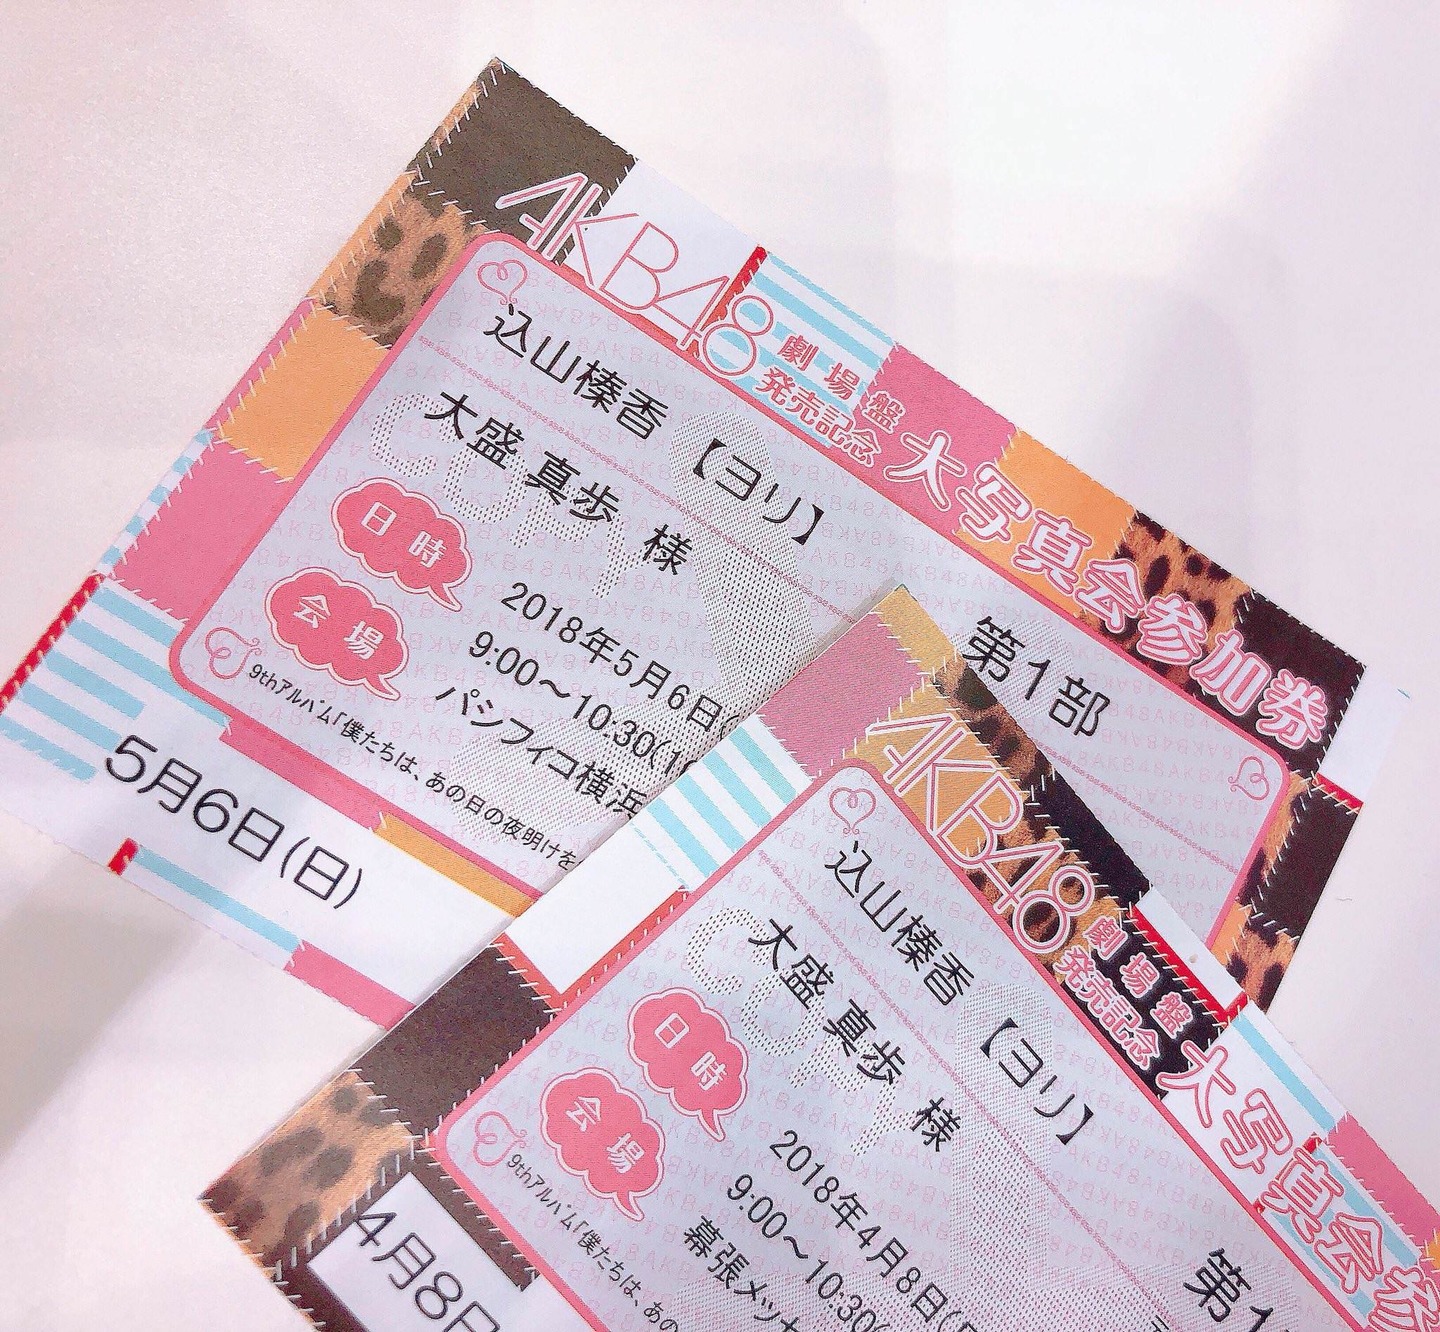 AKB48
劇場盤
発売記念
大写真会参加券
込山榛香 【ヨリ】
大盛 真歩 様
第1部
日時
2018年5月6日(
9:00〜10:30(1
会場
パシフィコ横浜
9thアルバム「僕たちは、あの日の夜明けを
5月6日(日)
COPY
AKB48
劇場盤
発売記念
大写真会参
込山榛香 【ヨリ】
大盛 真歩 様
第1
日時
2018年4月8日(
9:00〜10:30(
会場
幕張メッセ
9thアルバム「僕たちは、あの
4月8日
COPY